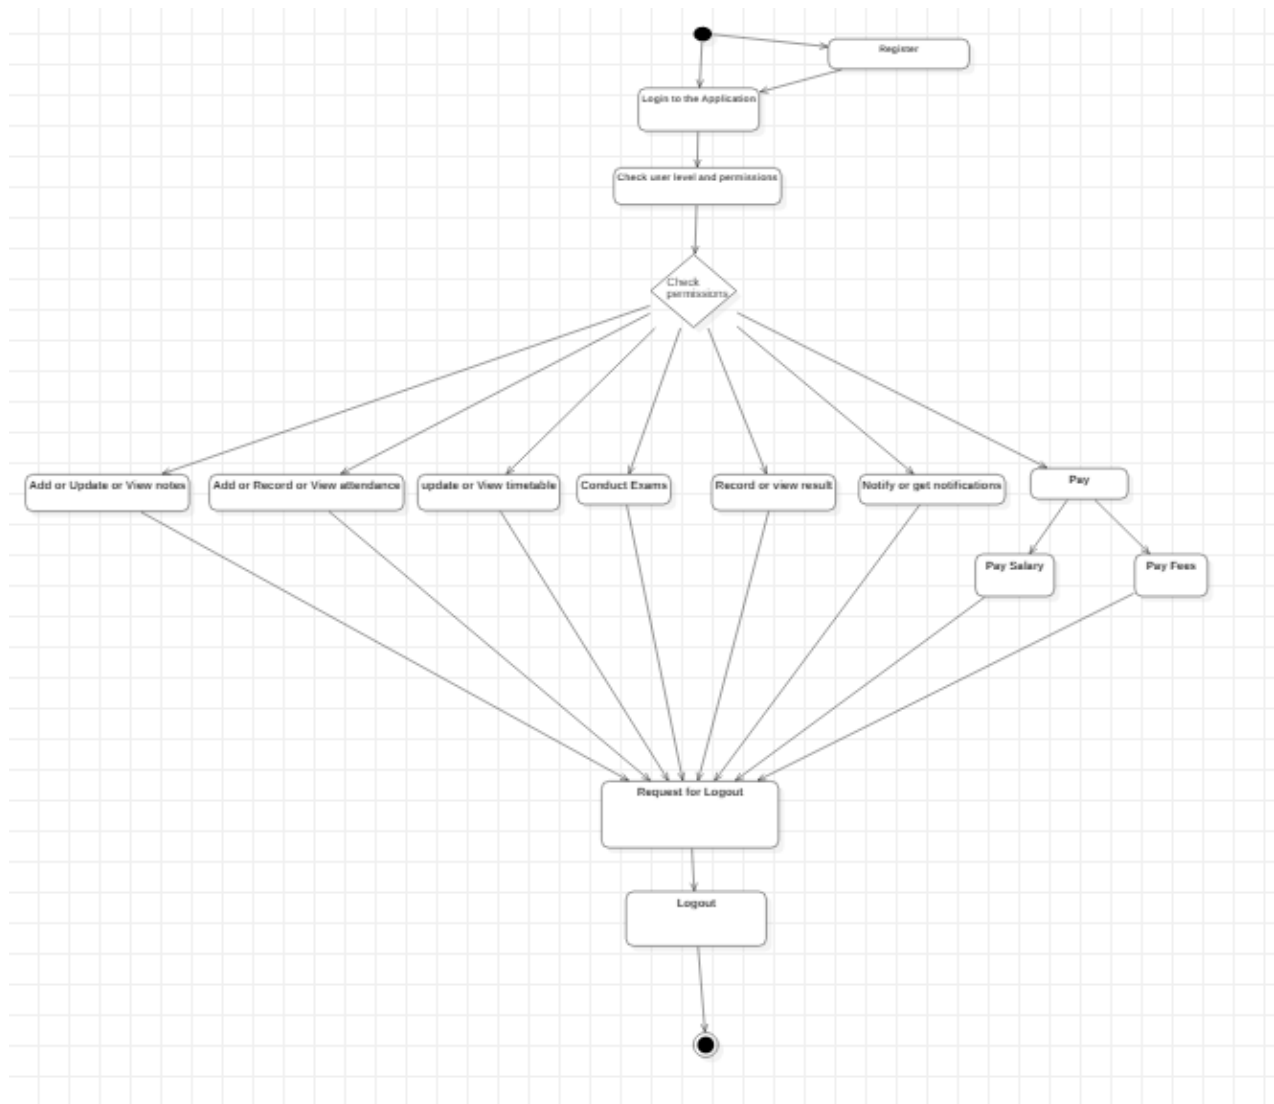 Register
Login to the Application
Check user level and permissions
Check
permissions
Add or Update or View notes
Add or Record or View attendance
update or View timetable
Conduct Exams
Record or view result
Notify or get notifications
Pay
Pay Salary
Pay Fees
Request for Logout
Logout